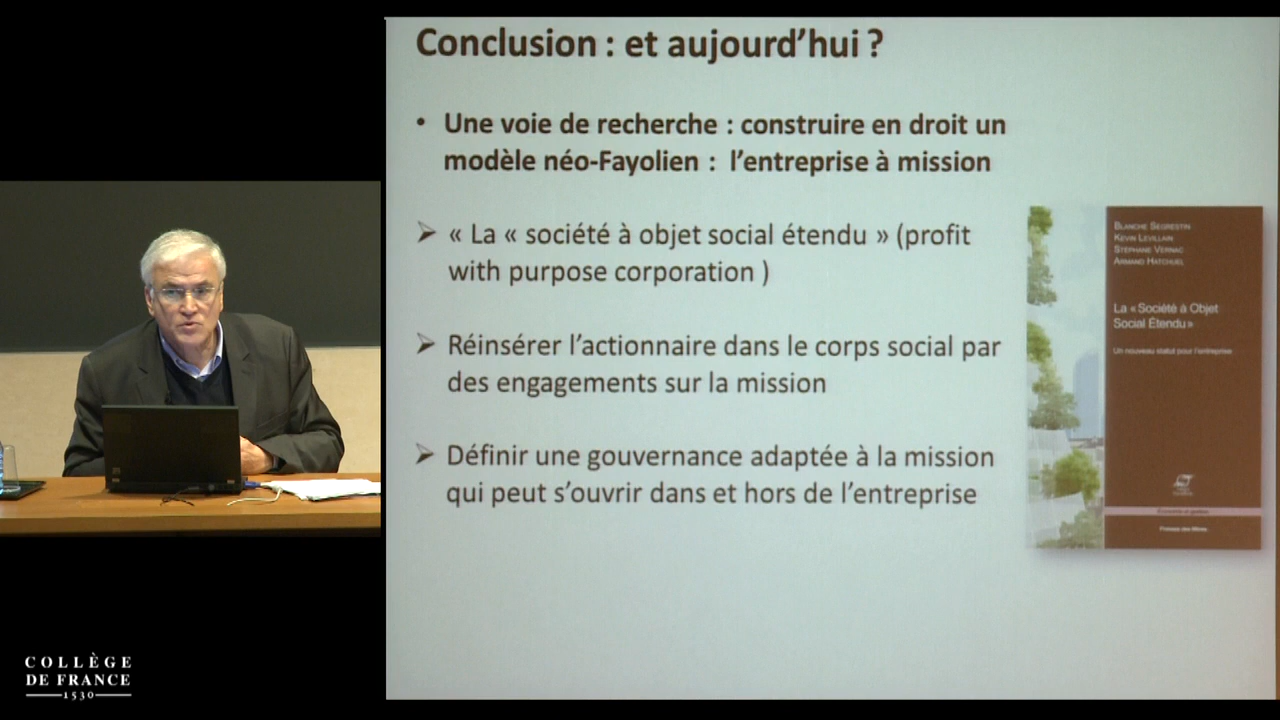 Conclusion : et aujourd’hui ?
• Une voie de recherche : construire en droit un
modèle néo-Fayolien : l’entreprise à mission
➢ « La « société à objet social étendu » (profit
with purpose corporation )
➢ Réinsérer l’actionnaire dans le corps social par
des engagements sur la mission
➢ Définir une gouvernance adaptée à la mission
qui peut s’ouvrir dans et hors de l’entreprise
BLANCHE SEGRESTIN
KEVIN LEVILLAIN
STÉPHANE VERNAC
ARMAND HATCHUEL
La « Société à Objet
Social Étendu »
Un nouveau statut pour l’entreprise
Économie et gestion
Presses des Mines
COLLÈGE
DE FRANCE
1530